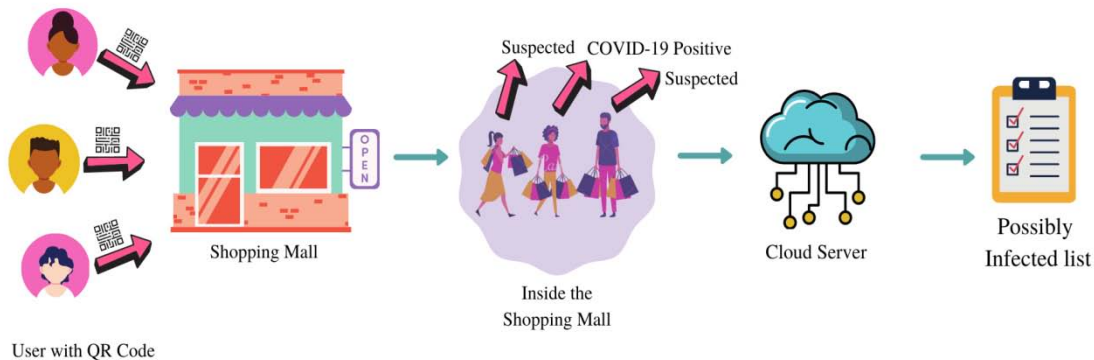 User with QR Code
OPEN
Shopping Mall
Suspected
COVID-19 Positive
Suspected
Inside the
Shopping Mall
Cloud Server
Possibly
Infected list